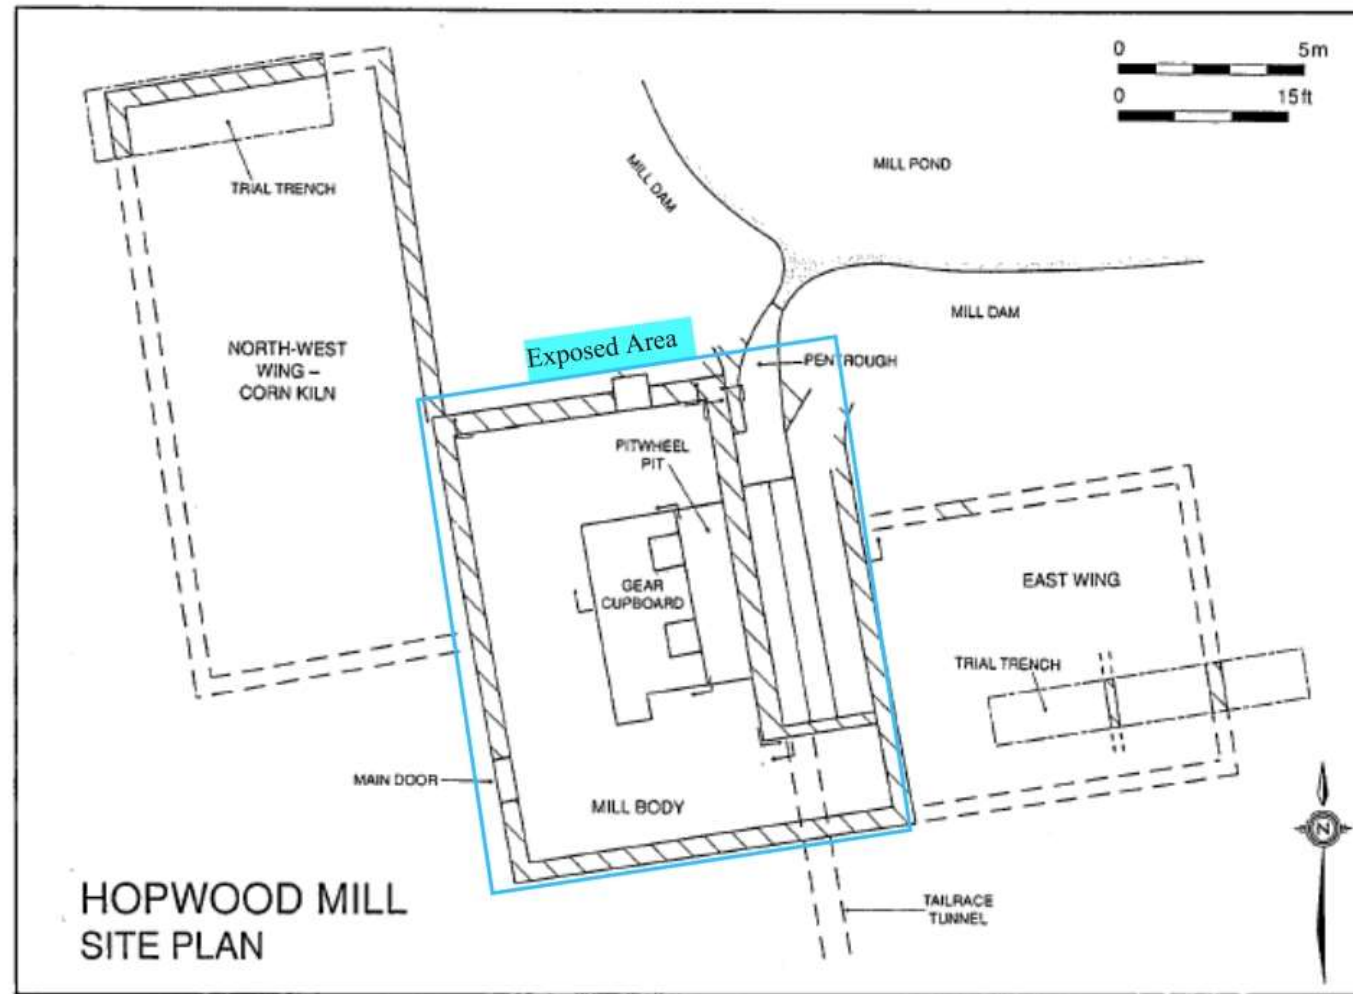 0 5m
0 15ft
MILL POND
MILL DAM
TRIAL TRENCH
MILL DAM
NORTH-WEST
WING –
CORN KILN
Exposed Area
PENTROUGH
PITWHEEL
PIT
GEAR
CUPBOARD
EAST WING
TRIAL TRENCH
MAIN DOOR
MILL BODY
N
HOPWOOD MILL
SITE PLAN
TAILRACE
TUNNEL